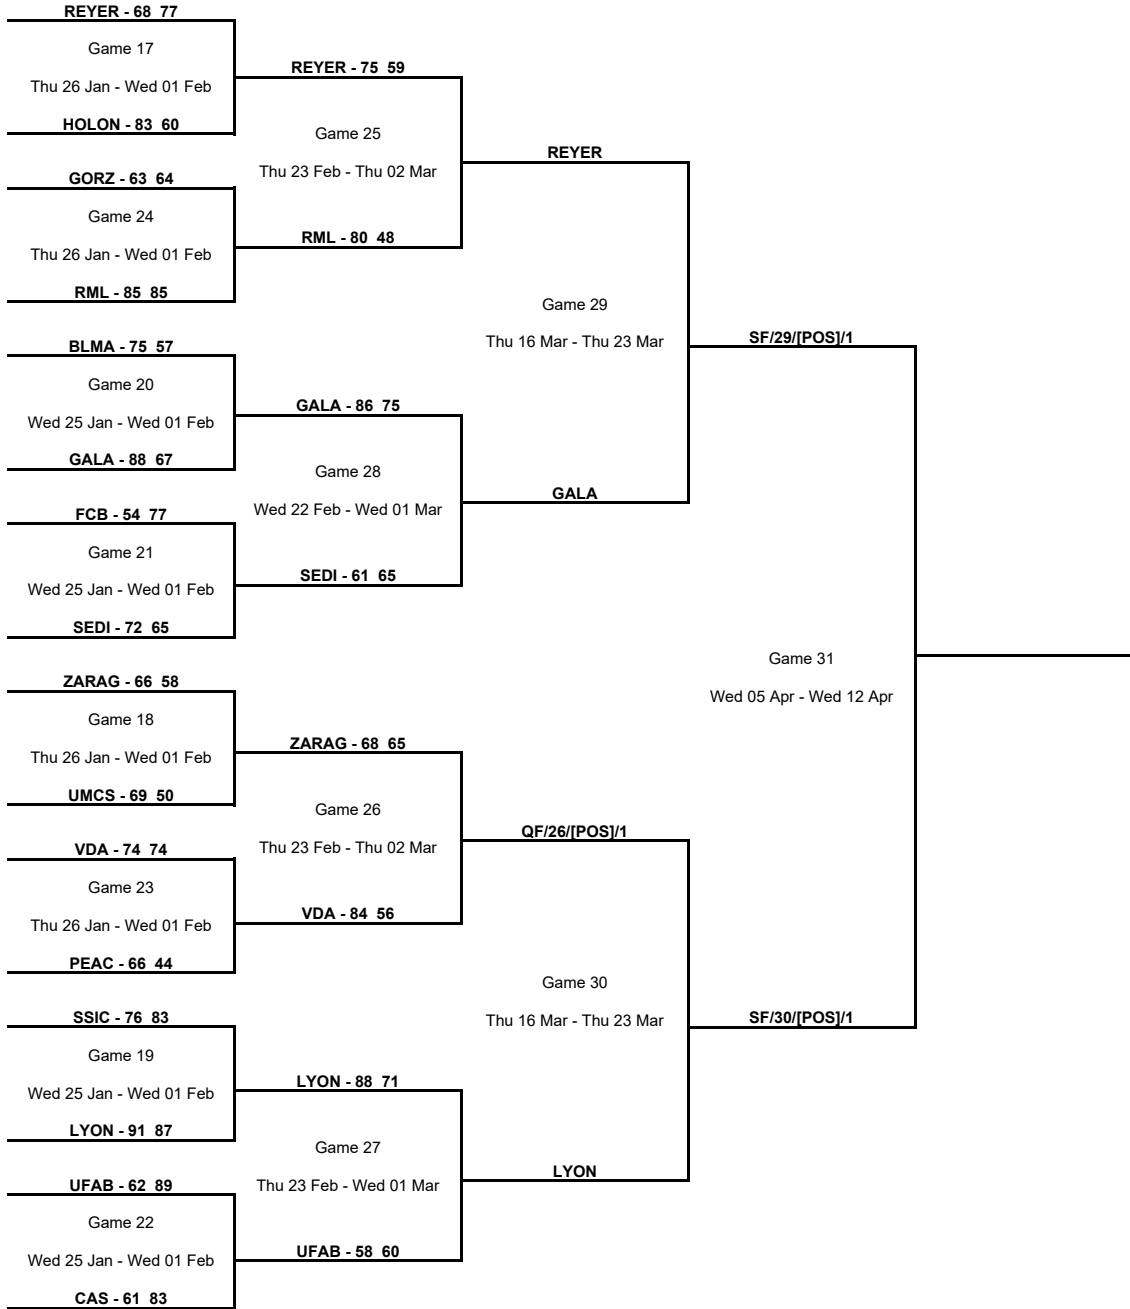 REYER - 68 77
Game 17
Thu 26 Jan - Wed 01 Feb
HOLON - 83 60
GORZ - 63 64
Game 24
Thu 26 Jan - Wed 01 Feb
RML - 85 85
BLMA - 75 57
Game 20
Wed 25 Jan - Wed 01 Feb
GALA - 88 67
FCB - 54 77
Game 21
Wed 25 Jan - Wed 01 Feb
SEDI - 72 65
ZARAG - 66 58
Game 18
Thu 26 Jan - Wed 01 Feb
UMCS - 69 50
VDA - 74 74
Game 23
Thu 26 Jan - Wed 01 Feb
PEAC - 66 44
SSIC - 76 83
Game 19
Wed 25 Jan - Wed 01 Feb
LYON - 91 87
UFAB - 62 89
Game 22
Wed 25 Jan - Wed 01 Feb
CAS - 61 83
REYER - 75 59
Game 25
Thu 23 Feb - Thu 02 Mar
RML - 80 48
GALA - 86 75
Game 28
Wed 22 Feb - Wed 01 Mar
SEDI - 61 65
ZARAG - 68 65
Game 26
Thu 23 Feb - Thu 02 Mar
VDA - 84 56
LYON - 88 71
Game 27
Thu 23 Feb - Wed 01 Mar
UFAB - 58 60
REYER
Game 29
Thu 16 Mar - Thu 23 Mar
GALA
QF/26/[POS]/1
Game 30
Thu 16 Mar - Thu 23 Mar
LYON
SF/29/[POS]/1
Game 31
Wed 05 Apr - Wed 12 Apr
SF/30/[POS]/1